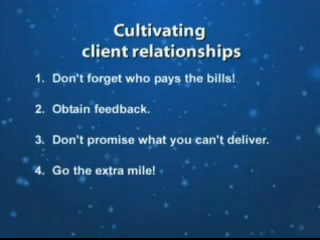 Cultivating
client relationships
1. Don't forget who pays the bills!
2. Obtain feedback.
3. Don't promise what you can't deliver.
4. Go the extra mile!